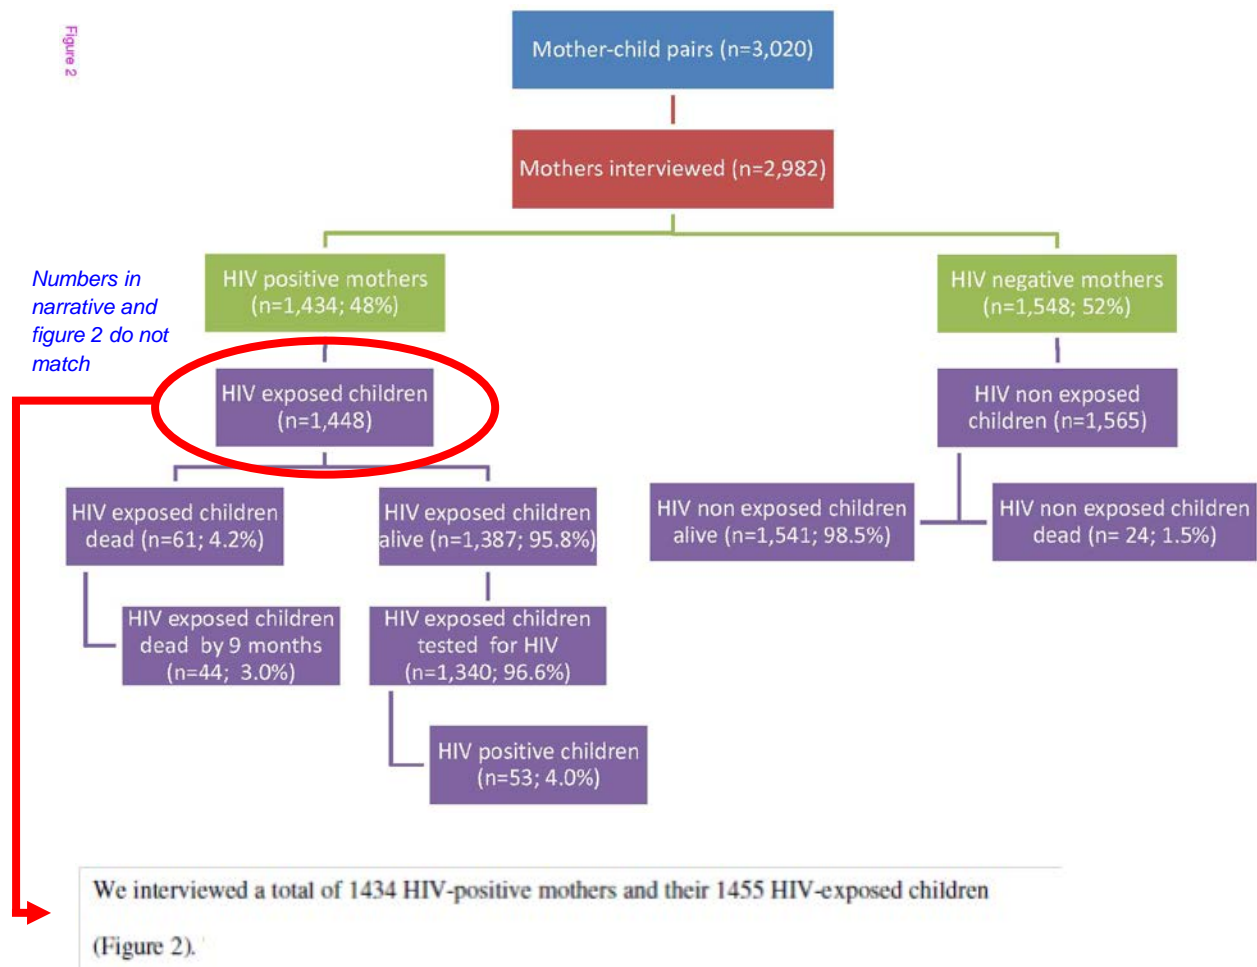 Figure 2
Mother-child pairs (n=3,020)
Mothers interviewed (n=2,982)
HIV positive mothers
(n=1,434; 48%)
HIV negative mothers
(n=1,548; 52%)
Numbers in
narrative and
figure 2 do not
match
HIV exposed children
(n=1,448)
HIV non exposed
children (n=1,565)
HIV exposed children
dead (n=61; 4.2%)
HIV exposed children
alive (n=1,387; 95.8%)
HIV non exposed children
alive (n=1,541; 98.5%)
HIV non exposed children
dead (n= 24; 1.5%)
HIV exposed children
dead by 9 months
(n=44; 3.0%)
HIV exposed children
tested for HIV
(n=1,340; 96.6%)
HIV positive children
(n=53; 4.0%)
We interviewed a total of 1434 HIV-positive mothers and their 1455 HIV-exposed children
(Figure 2).